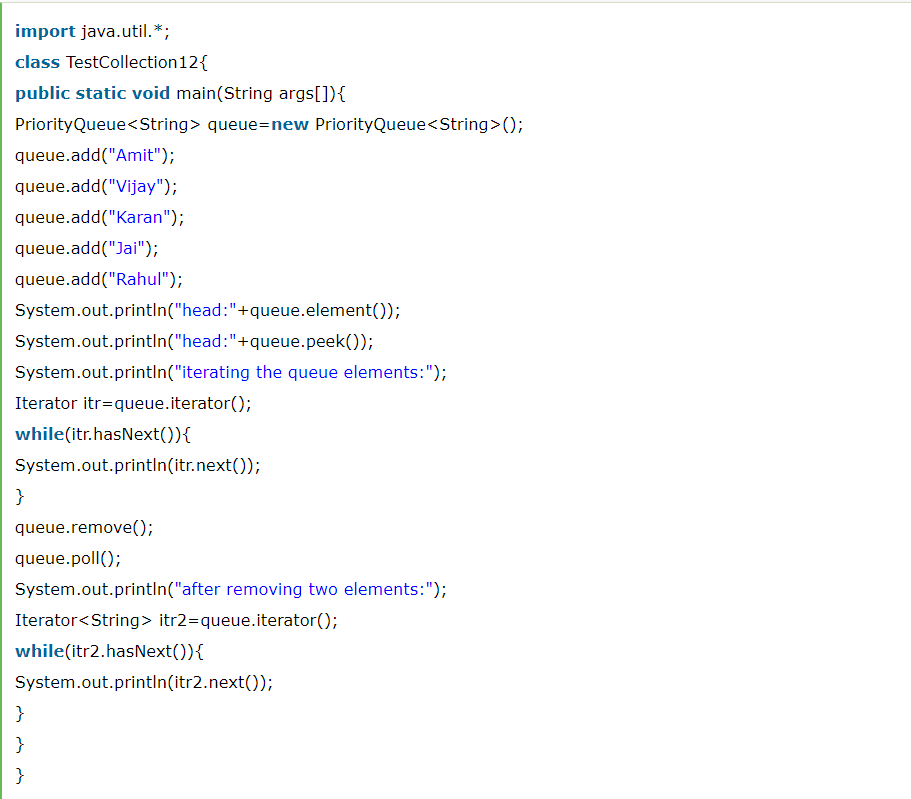 import java.util.*;
class TestCollection12{
public static void main(String args[]){
PriorityQueue<String> queue=new PriorityQueue<String>();
queue.add("Amit");
queue.add("Vijay");
queue.add("Karan");
queue.add("Jai");
queue.add("Rahul");
System.out.println("head:"+queue.element());
System.out.println("head:"+queue.peek());
System.out.println("iterating the queue elements:");
Iterator itr=queue.iterator();
while(itr.hasNext()){
System.out.println(itr.next());
}
queue.remove();
queue.poll();
System.out.println("after removing two elements:");
Iterator<String> itr2=queue.iterator();
while(itr2.hasNext()){
System.out.println(itr2.next());
}
}
}